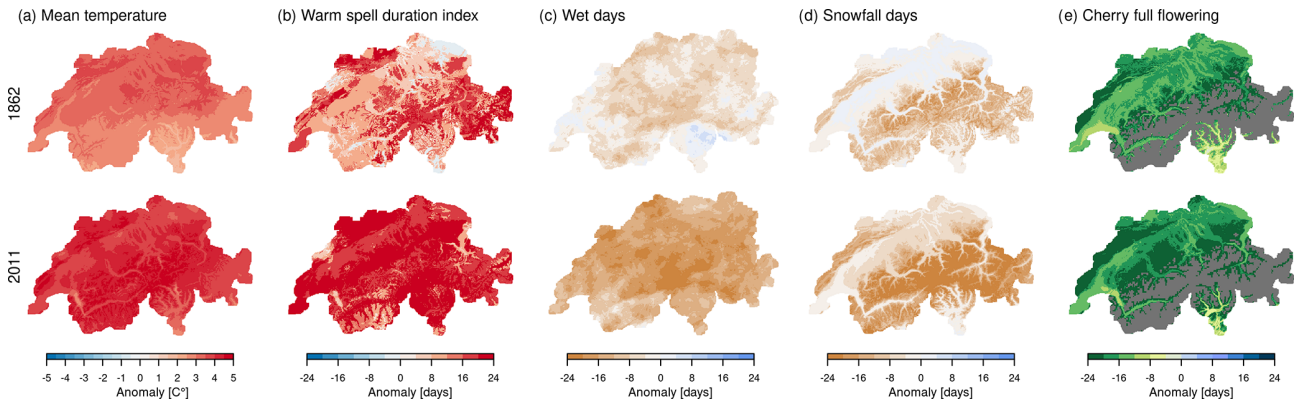 (a) Mean temperature
(b) Warm spell duration index
(c) Wet days
(d) Snowfall days
(e) Cherry full flowering
1862
2011
-5 -4 -3 -2 -1 0 1 2 3 4 5
Anomaly [C°]
-24 -16 -8 0 8 16 24
Anomaly [days]
-24 -16 -8 0 8 16 24
Anomaly [days]
-24 -16 -8 0 8 16 24
Anomaly [days]
-24 -16 -8 0 8 16 24
Anomaly [days]